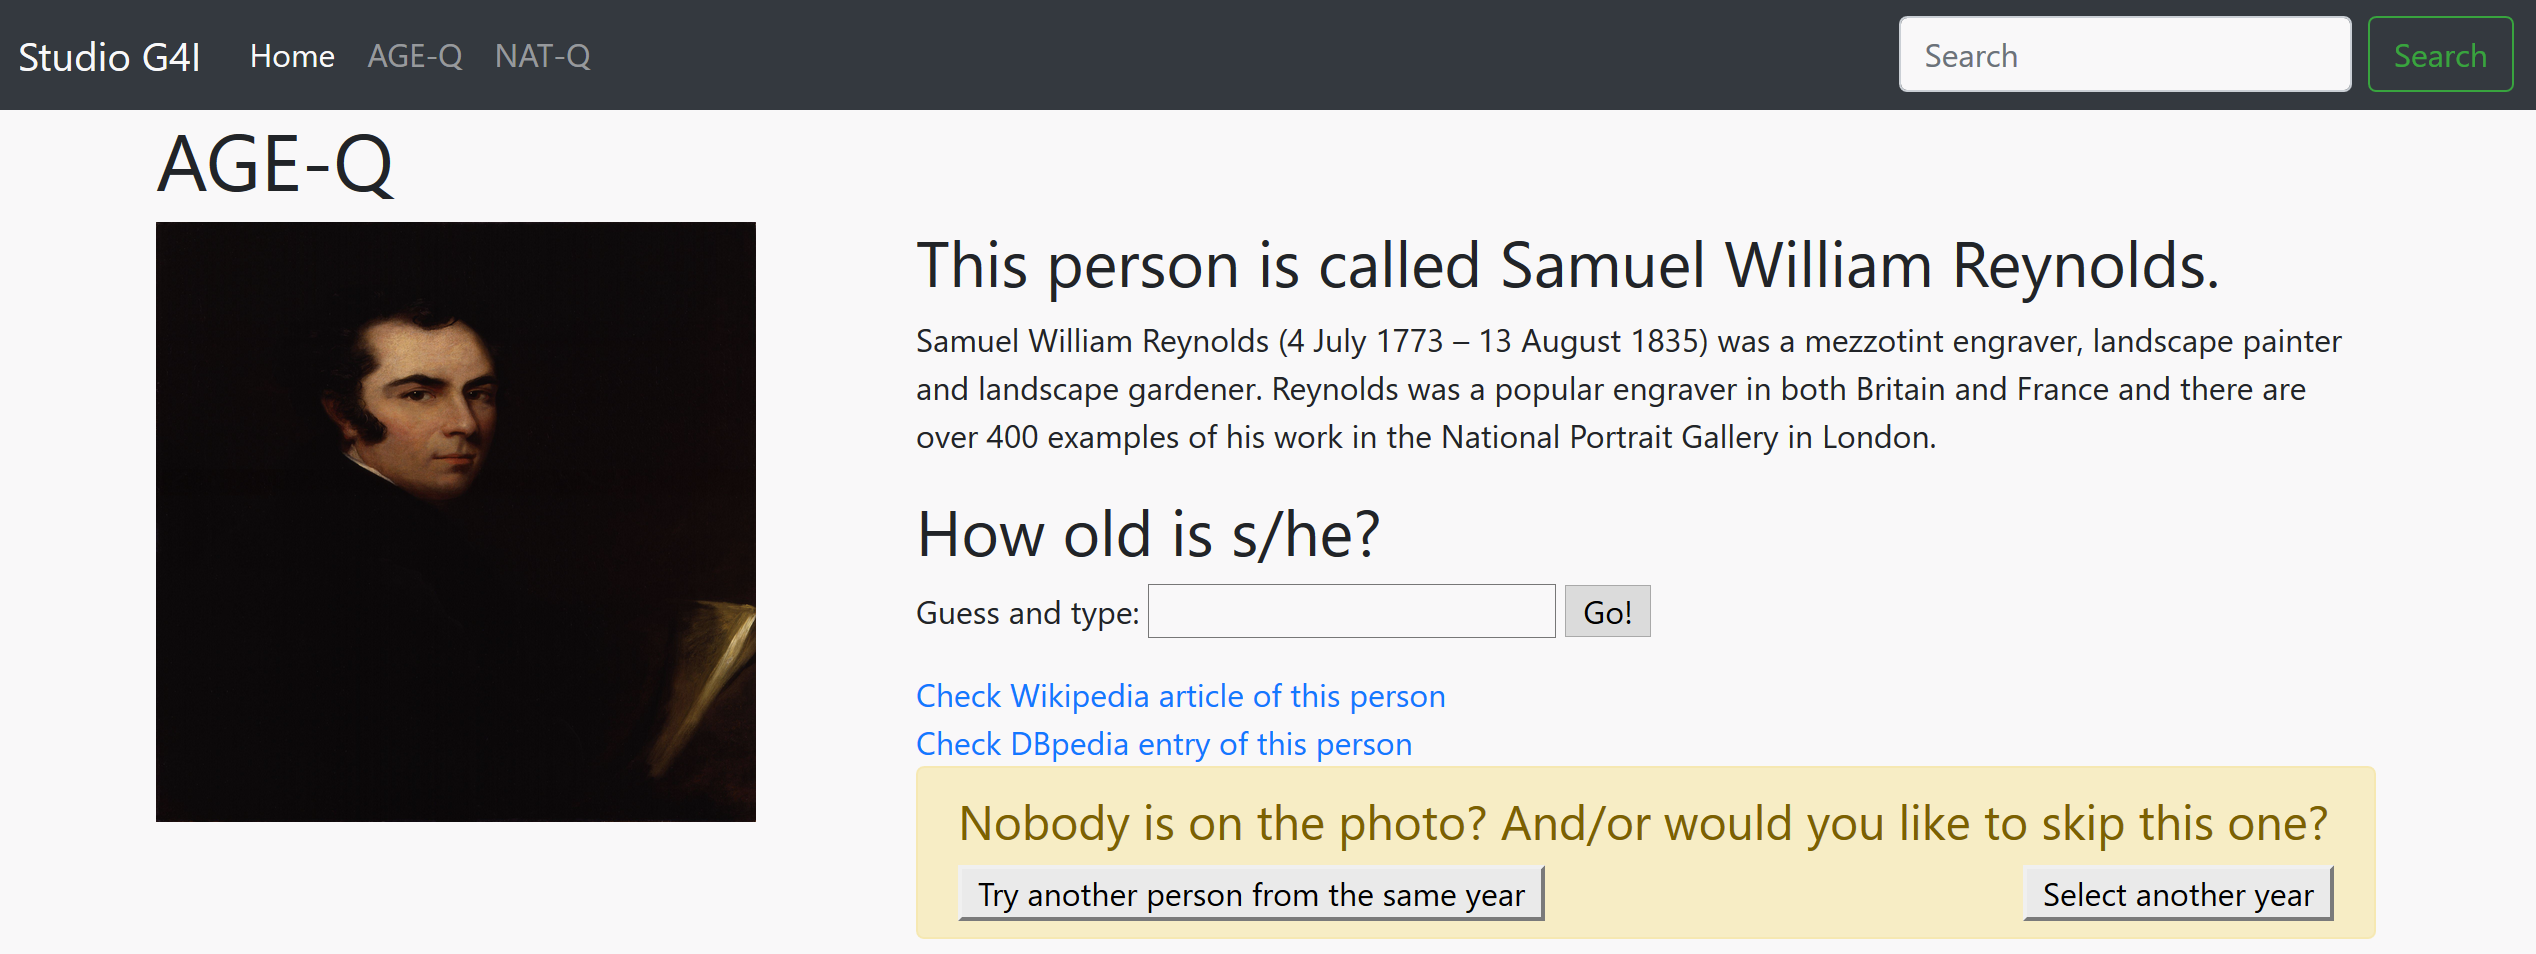 Studio G4I Home AGE-Q NAT-Q Search Search
AGE-Q
This person is called Samuel William Reynolds.
Samuel William Reynolds (4 July 1773 – 13 August 1835) was a mezzotint engraver, landscape painter
and landscape gardener. Reynolds was a popular engraver in both Britain and France and there are
over 400 examples of his work in the National Portrait Gallery in London.
How old is s/he?
Guess and type: Go!
Check Wikipedia article of this person
Check DBpedia entry of this person
Nobody is on the photo? And/or would you like to skip this one?
Try another person from the same year Select another year